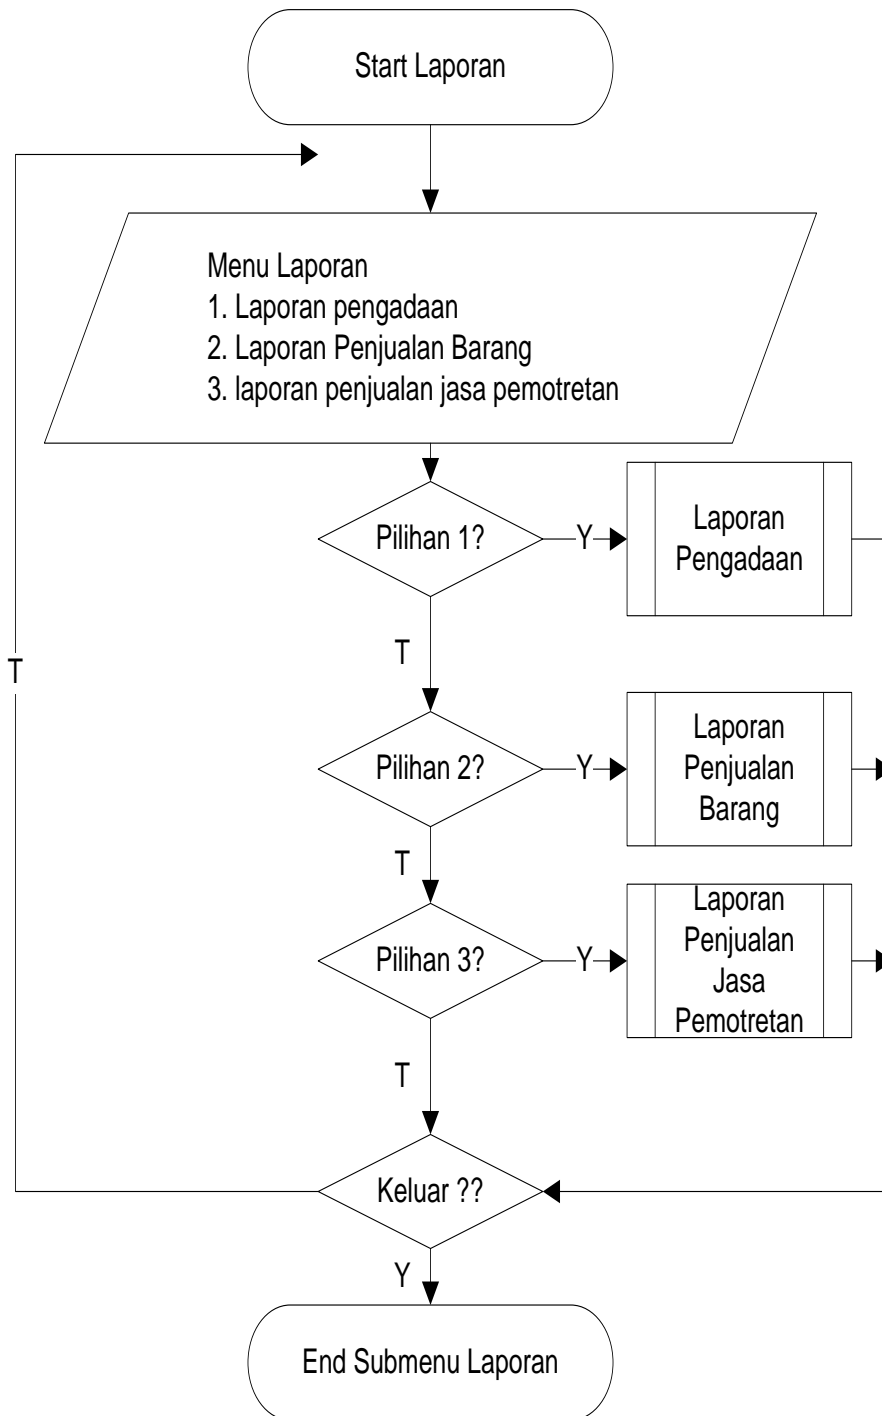 Start Laporan
Menu Laporan
1. Laporan pengadaan
2. Laporan Penjualan Barang
3. laporan penjualan jasa pemotretan
Pilihan 1?
Y
Laporan
Pengadaan
T
T
Pilihan 2?
Y
Laporan
Penjualan
Barang
T
Pilihan 3?
Y
Laporan
Penjualan
Jasa
Pemotretan
T
Keluar ??
Y
End Submenu Laporan